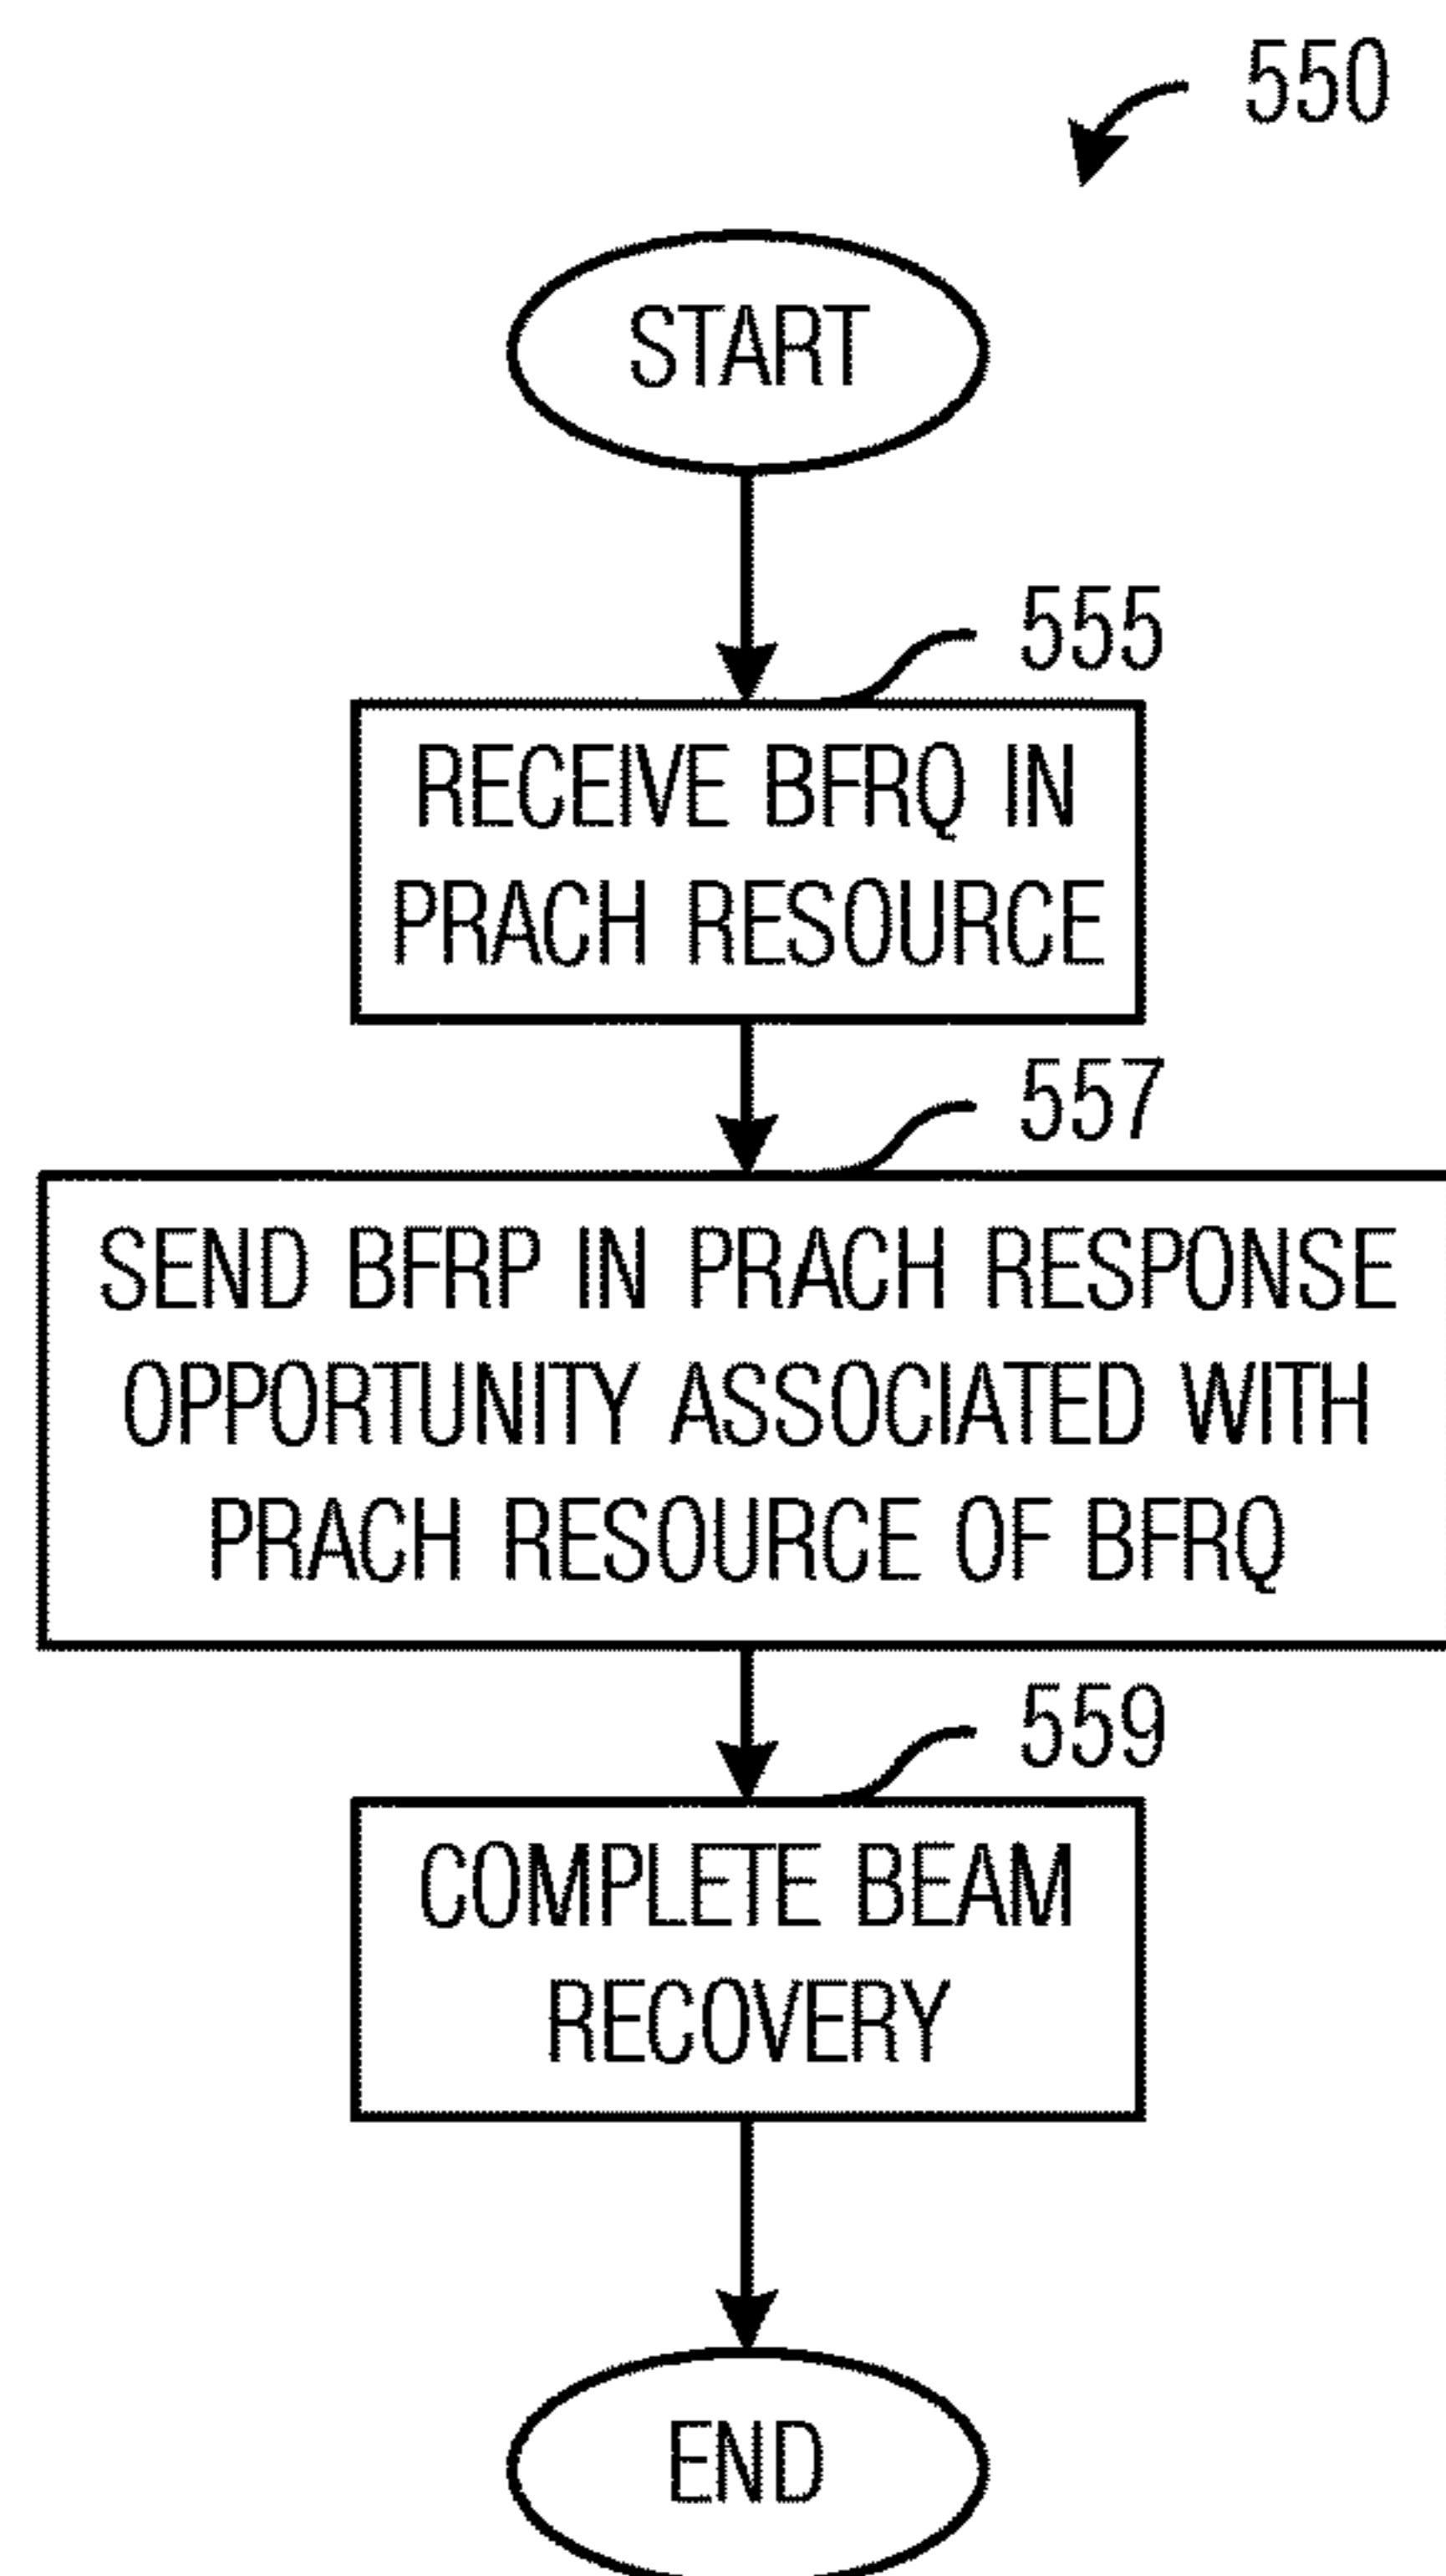 550
START
555
RECEIVE BFRQ IN
PRACH RESOURCE
557
SEND BFRP IN PRACH RESPONSE
OPPORTUNITY ASSOCIATED WITH
PRACH RESOURCE OF BFRQ
559
COMPLETE BEAM
RECOVERY
END